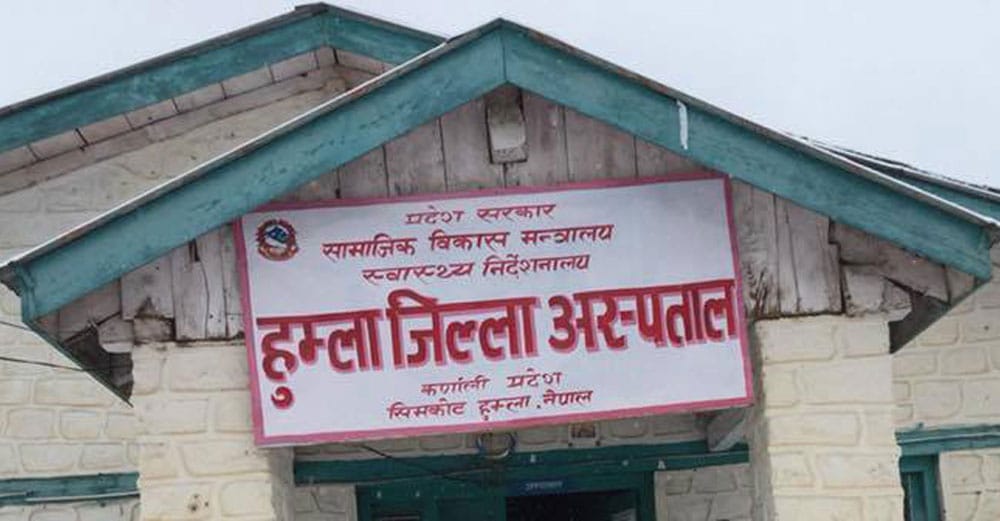 प्रदेश सरकार
सामाजिक विकास मन्त्रालय
स्वास्थ्य निर्देशनालय
हुम्ला जिल्ला अस्पताल
कर्णाली प्रदेश
सिमकोट हुम्ला, नेपाल